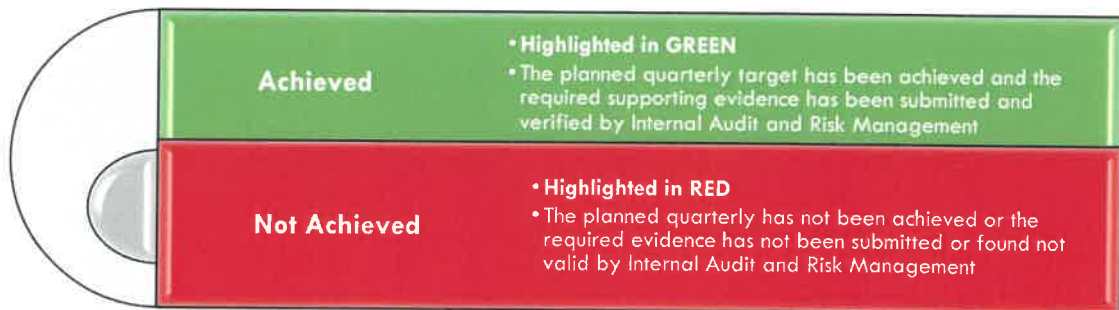 Achieved
• Highlighted in GREEN
• The planned quarterly target has been achieved and the
required supporting evidence has been submitted and
verified by Internal Audit and Risk Management
Not Achieved
• Highlighted in RED
• The planned quarterly has not been achieved or the
required evidence has not been submitted or found not
valid by Internal Audit and Risk Management